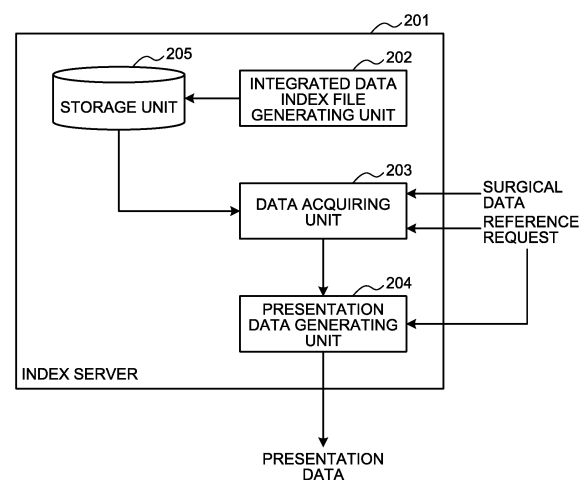 201
205
202
STORAGE UNIT
INTEGRATED DATA
INDEX FILE
GENERATING UNIT
203
DATA ACQUIRING
UNIT
SURGICAL
DATA
REFERENCE
REQUEST
204
PRESENTATION
DATA GENERATING
UNIT
INDEX SERVER
PRESENTATION
DATA